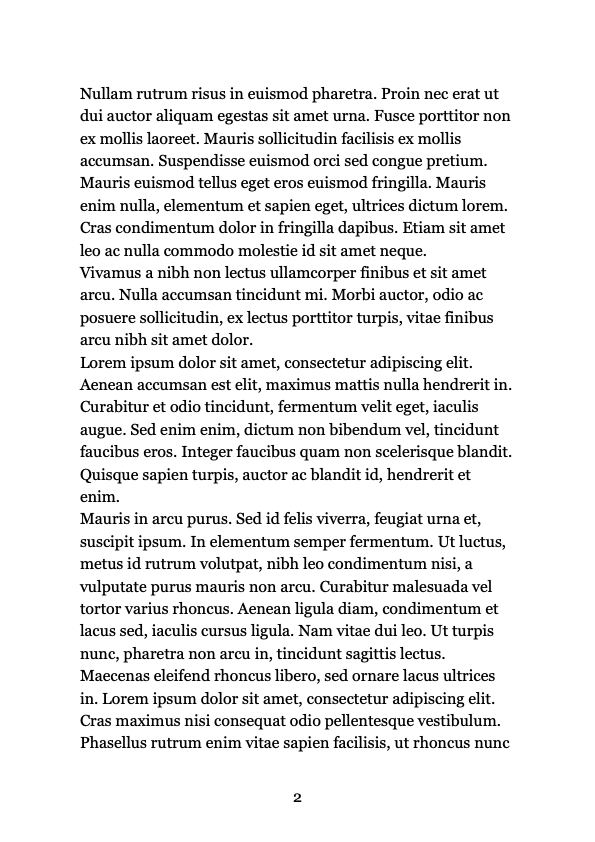 Nullam rutrum risus in euismod pharetra. Proin nec erat ut
dui auctor aliquam egestas sit amet urna. Fusce porttitor non
ex mollis laoreet. Mauris sollicitudin facilisis ex mollis
accumsan. Suspendisse euismod orci sed congue pretium.
Mauris euismod tellus eget eros euismod fringilla. Mauris
enim nulla, elementum et sapien eget, ultrices dictum lorem.
Cras condimentum dolor in fringilla dapibus. Etiam sit amet
leo ac nulla commodo molestie id sit amet neque.
Vivamus a nibh non lectus ullamcorper finibus et sit amet
arcu. Nulla accumsan tincidunt mi. Morbi auctor, odio ac
posuere sollicitudin, ex lectus porttitor turpis, vitae finibus
arcu nibh sit amet dolor.
Lorem ipsum dolor sit amet, consectetur adipiscing elit.
Aenean accumsan est elit, maximus mattis nulla hendrerit in.
Curabitur et odio tincidunt, fermentum velit eget, iaculis
augue. Sed enim enim, dictum non bibendum vel, tincidunt
faucibus eros. Integer faucibus quam non scelerisque blandit.
Quisque sapien turpis, auctor ac blandit id, hendrerit et
enim.
Mauris in arcu purus. Sed id felis viverra, feugiat urna et,
suscipit ipsum. In elementum semper fermentum. Ut luctus,
metus id rutrum volutpat, nibh leo condimentum nisi, a
vulputate purus mauris non arcu. Curabitur malesuada vel
tortor varius rhoncus. Aenean ligula diam, condimentum et
lacus sed, iaculis cursus ligula. Nam vitae dui leo. Ut turpis
nunc, pharetra non arcu in, tincidunt sagittis lectus.
Maecenas eleifend rhoncus libero, sed ornare lacus ultrices
in. Lorem ipsum dolor sit amet, consectetur adipiscing elit.
Cras maximus nisi consequat odio pellentesque vestibulum.
Phasellus rutrum enim vitae sapien facilisis, ut rhoncus nunc
2